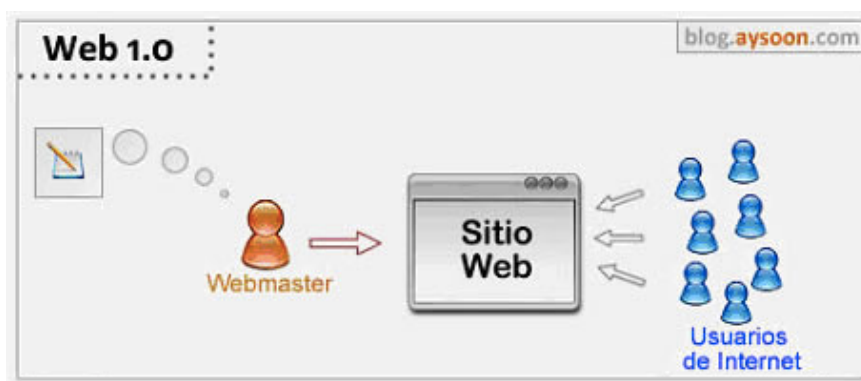 Web 1.0
blog.aysoon.com
Sitio
Web
Webmaster
Usuarios
de Internet